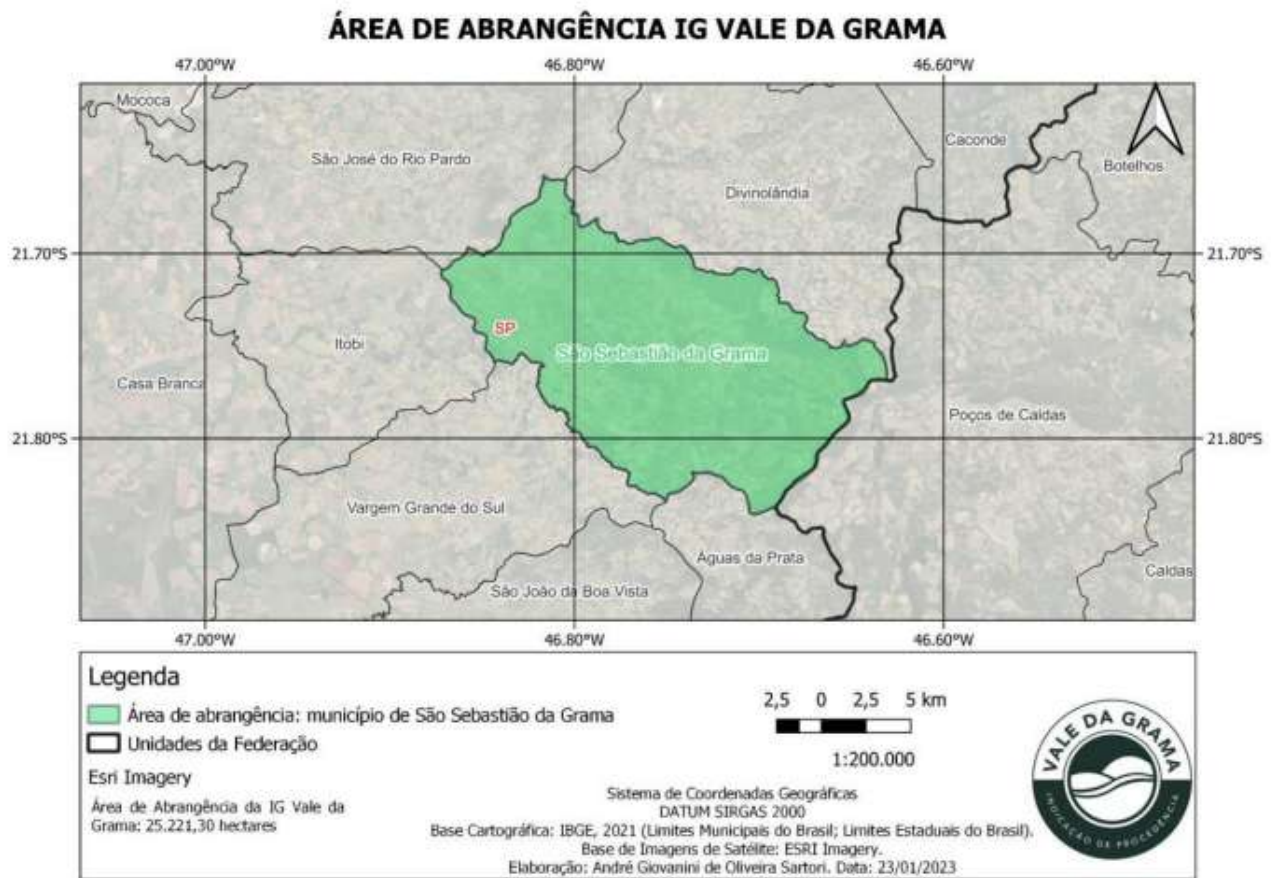 ÁREA DE ABRANGÊNCIA IG VALE DA GRAMA
47.00°W 46.80°W 46.60°W
Mococa
São José do Rio Pardo
Caconde
Botelhos
Divinolândia
21.70°S 21.70°S
SP
Itobi
São Sebastião da Grama
Casa Branca
Poços de Caldas
21.80°S 21.80°S
Vargem Grande do Sul
Águas da Prata
Caldas
São João da Boa Vista
47.00°W 46.80°W 46.60°W
Legenda
Área de abrangência: município de São Sebastião da Grama
Unidades da Federação
Esri Imagery
Área de Abrangência da IG Vale da
Grama: 25.221,30 hectares
2,5 0 2,5 5 km
1:200.000
Sistema de Coordenadas Geográficas
DATUM SIRGAS 2000
Base Cartográfica: IBGE, 2021 (Limites Municipais do Brasil; Limites Estaduais do Brasil).
Base de Imagens de Satélite: ESRI Imagery.
Elaboração: André Giovanini de Oliveira Sartori. Data: 23/01/2023
VALE DA GRAMA
INDICAÇÃO DE PROCEDÊNCIA